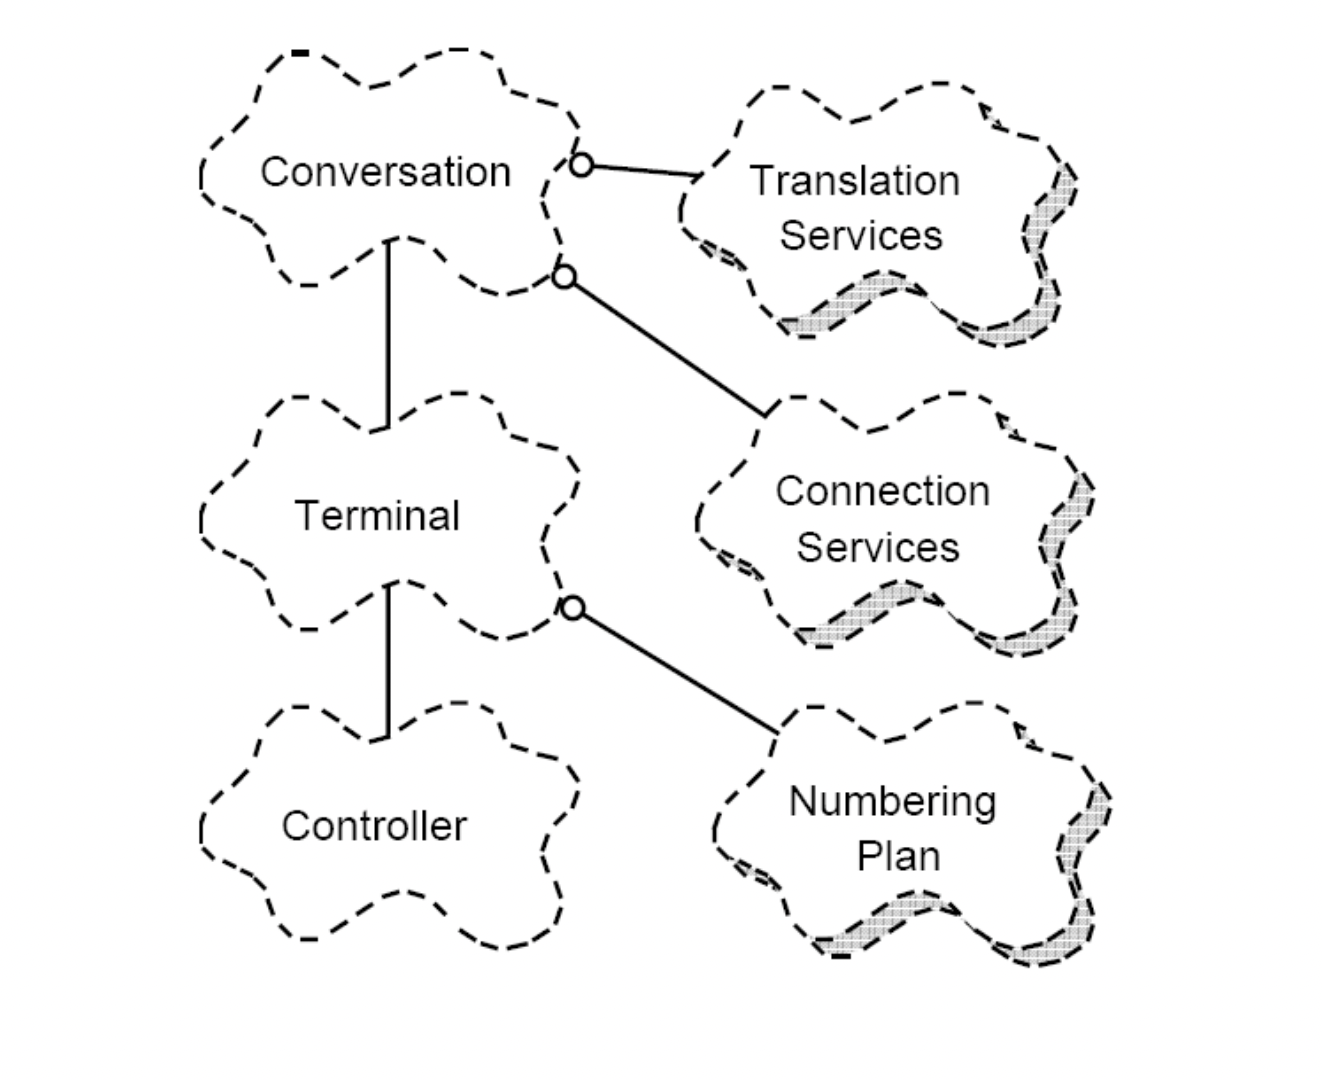 Conversation
Translation
Services
Terminal
Connection
Services
Controller
Numbering
Plan